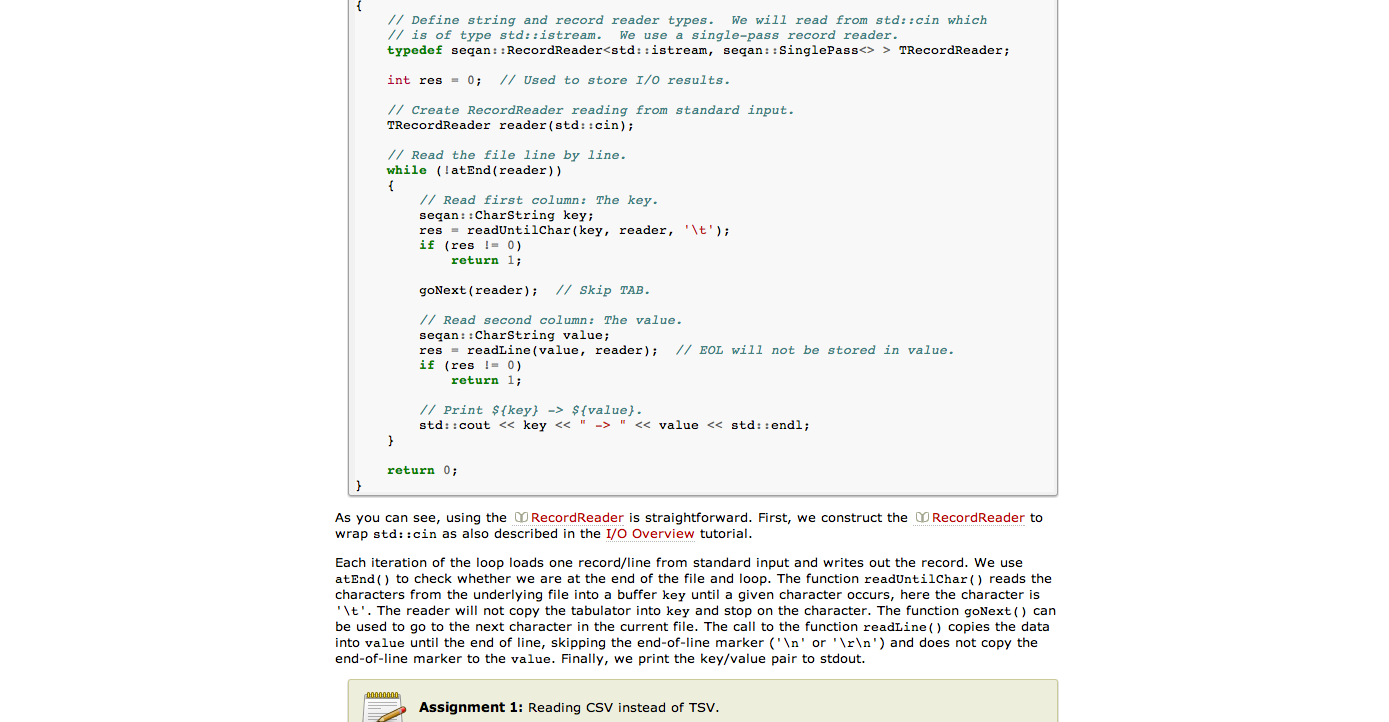 {
// Define string and record reader types.  We will read from std::cin which
// is of type std::istream.  We use a single-pass record reader.
typedef seqan::RecordReader<std::istream, seqan::SinglePass<> > TRecordReader;
int res = 0;  // Used to store I/O results.
// Create RecordReader reading from standard input.
TRecordReader reader(std::cin);
// Read the file line by line.
while (!atEnd(reader))
{
// Read first column: The key.
seqan::CharString key;
res = readUntilChar(key, reader, '\t');
if (res != 0)
return 1;
goNext(reader);  // Skip TAB.
// Read second column: The value.
seqan::CharString value;
res = readLine(value, reader);  // EOL will not be stored in value.
if (res != 0)
return 1;
// Print ${key} -> ${value}.
std::cout << key << " -> " << value << std::endl;
}
return 0;
}
As you can see, using the RecordReader is straightforward. First, we construct the RecordReader to
wrap std::cin as also described in the I/O Overview tutorial.
Each iteration of the loop loads one record/line from standard input and writes out the record. We use
atEnd() to check whether we are at the end of the file and loop. The function readUntilChar() reads the
characters from the underlying file into a buffer key until a given character occurs, here the character is
'\t'. The reader will not copy the tabulator into key and stop on the character. The function goNext() can
be used to go to the next character in the current file. The call to the function readLine() copies the data
into value until the end of line, skipping the end-of-line marker ('\n' or '\r\n') and does not copy the
end-of-line marker to the value. Finally, we print the key/value pair to stdout.
Assignment 1: Reading CSV instead of TSV.